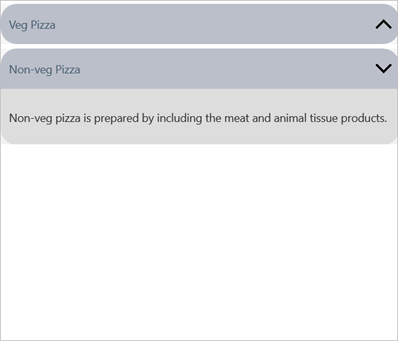 Veg Pizza
Non-veg Pizza
Non-veg pizza is prepared by including the meat and animal tissue products.